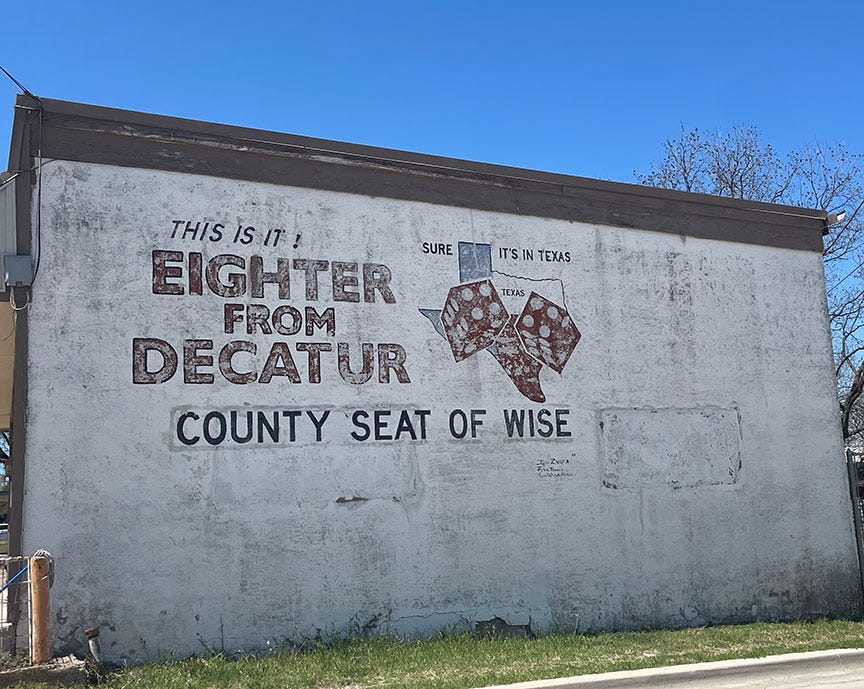 THIS IS IT!
EIGHTER
FROM
DECATUR
SURE IT'S IN TEXAS
TEXAS
COUNTY SEAT OF WISE